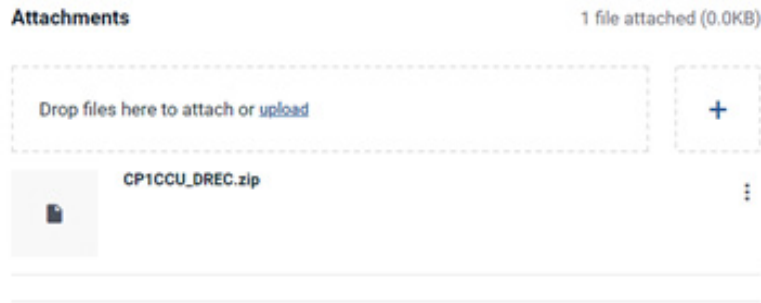 Attachments 1 file attached (0.0KB)
Drop files here to attach or upload
+
CP1CCU_DREC.zip